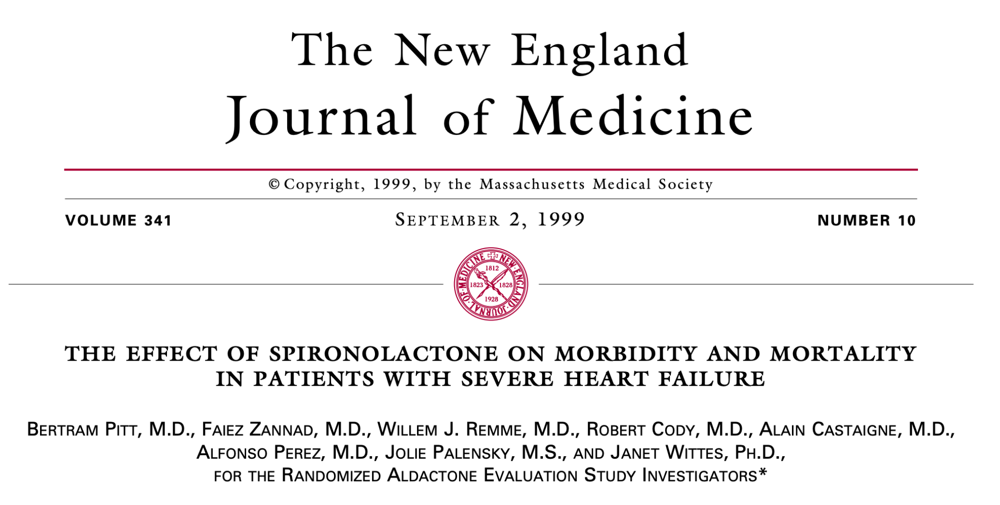 The New England
Journal of Medicine
© Copyright, 1999, by the Massachusetts Medical Society
VOLUME 341 SEPTEMBER 2, 1999 NUMBER 10
NEW · ENGLAND · JOURNAL · OF · MEDICINE
1812
1823 1828
1928
THE EFFECT OF SPIRONOLACTONE ON MORBIDITY AND MORTALITY
IN PATIENTS WITH SEVERE HEART FAILURE
BERTRAM PITT, M.D., FAIEZ ZANNAD, M.D., WILLEM J. REMME, M.D., ROBERT CODY, M.D., ALAIN CASTAIGNE, M.D.,
ALFONSO PEREZ, M.D., JOLIE PALENSKY, M.S., AND JANET WITTES, PH.D.,
FOR THE RANDOMIZED ALDACTONE EVALUATION STUDY INVESTIGATORS*